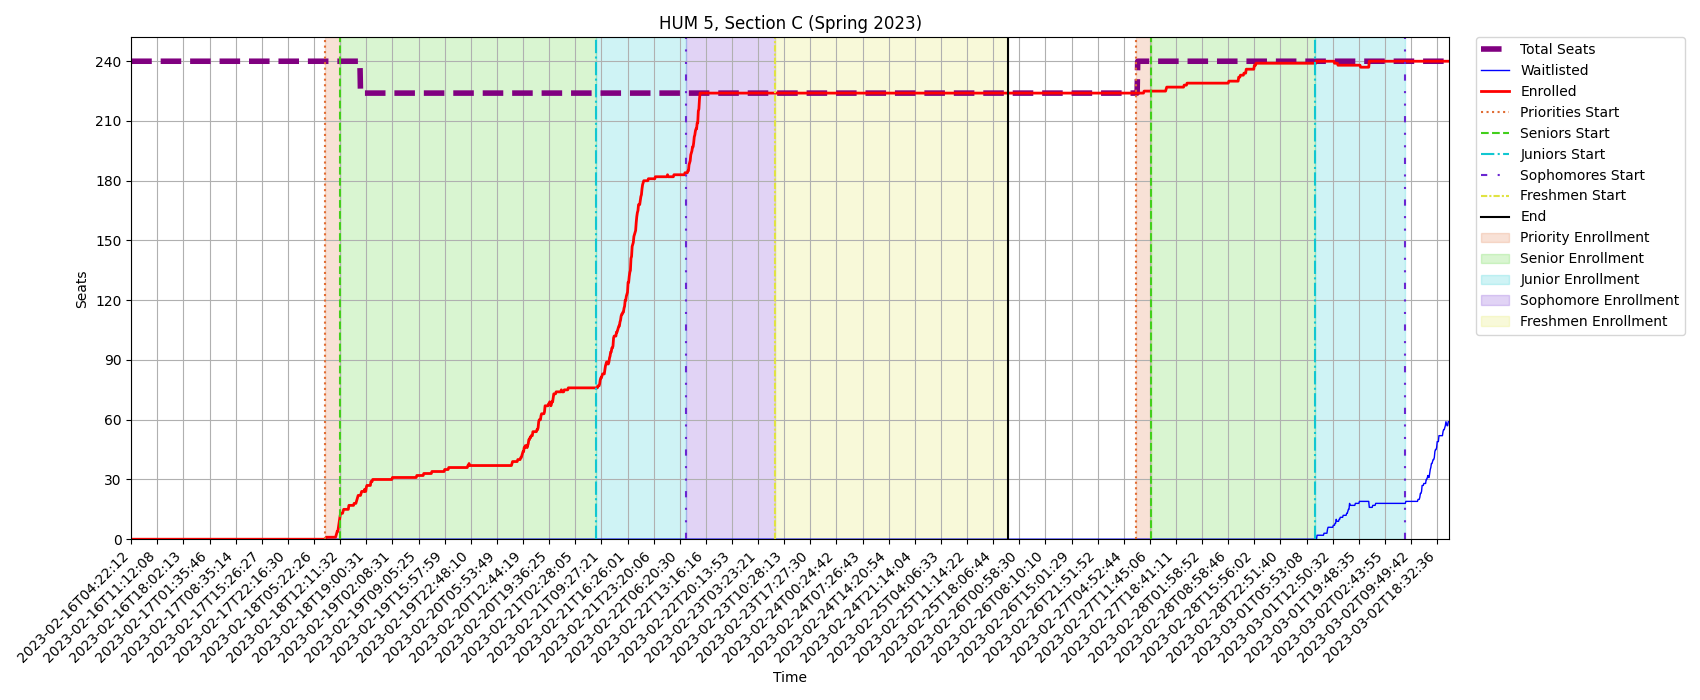 HUM 5, Section C (Spring 2023)
240
210
180
150
120
90
60
30
0
Seats
2023-02-16T04:22:12
2023-02-16T11:12:08
2023-02-16T18:02:13
2023-02-17T01:35:46
2023-02-17T08:35:14
2023-02-17T15:26:27
2023-02-17T22:16:30
2023-02-18T05:22:26
2023-02-18T12:11:32
2023-02-18T19:00:31
2023-02-19T02:08:31
2023-02-19T09:05:25
2023-02-19T15:57:59
2023-02-19T22:48:10
2023-02-20T05:53:49
2023-02-20T12:44:19
2023-02-20T19:36:25
2023-02-21T02:28:05
2023-02-21T09:27:21
2023-02-21T16:26:01
2023-02-21T23:20:06
2023-02-22T06:20:30
2023-02-22T13:16:16
2023-02-22T20:13:53
2023-02-23T03:23:21
2023-02-23T10:28:13
2023-02-23T17:27:30
2023-02-24T00:24:42
2023-02-24T07:26:43
2023-02-24T14:20:54
2023-02-24T21:14:04
2023-02-25T04:06:33
2023-02-25T11:14:22
2023-02-25T18:06:44
2023-02-26T00:58:30
2023-02-26T08:10:10
2023-02-26T15:01:29
2023-02-26T21:51:52
2023-02-27T04:52:44
2023-02-27T11:45:06
2023-02-27T18:41:11
2023-02-28T01:58:52
2023-02-28T08:58:46
2023-02-28T15:56:02
2023-02-28T22:51:40
2023-03-01T05:53:08
2023-03-01T12:50:32
2023-03-01T19:48:35
2023-03-02T02:43:55
2023-03-02T09:49:42
2023-03-02T18:32:36
Time
Total Seats
Waitlisted
Enrolled
Priorities Start
Seniors Start
Juniors Start
Sophomores Start
Freshmen Start
End
Priority Enrollment
Senior Enrollment
Junior Enrollment
Sophomore Enrollment
Freshmen Enrollment